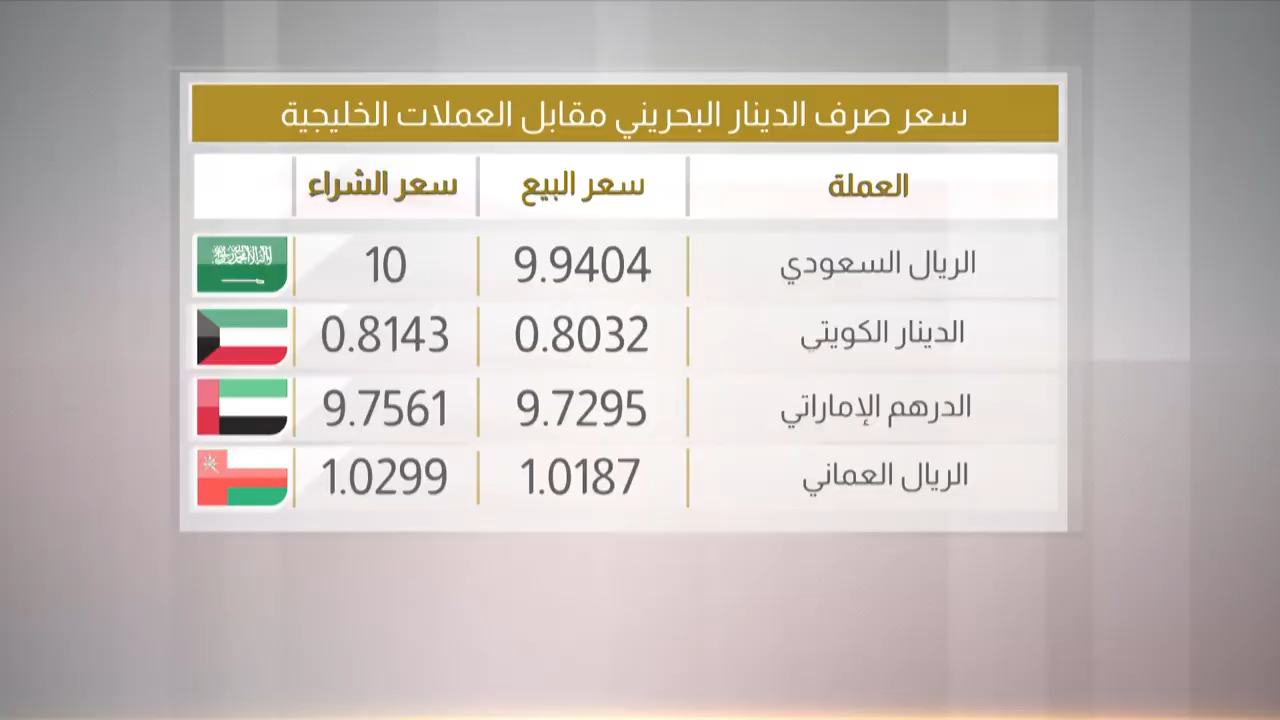 سعر صرف الدينار البحريني مقابل العملات الخليجية
العملة سعر البيع سعر الشراء
الريال السعودي 9.9404 10
الدينار الكويتي 0.8032 0.8143
الدرهم الإماراتي 9.7295 9.7561
الريال العماني 1.0187 1.0299